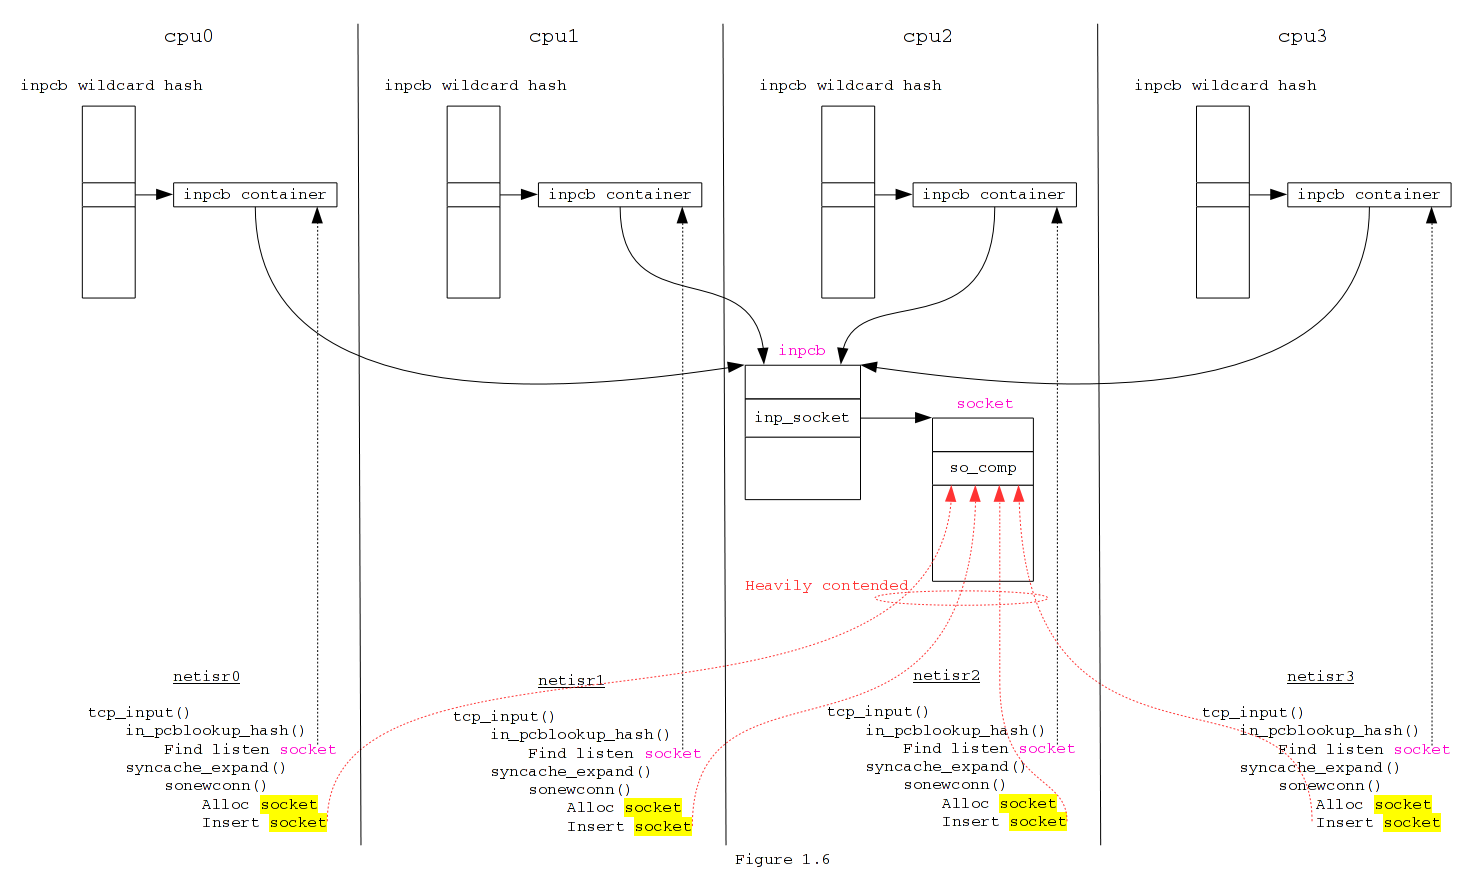 cpu0
cpu1
cpu2
cpu3
inpcb wildcard hash
inpcb wildcard hash
inpcb wildcard hash
inpcb wildcard hash
inpcb container
inpcb container
inpcb container
inpcb container
inpcb
socket
inp_socket
so_comp
Heavily contended
netisr0
tcp_input()
in_pcblookup_hash()
Find listen socket
syncache_expand()
sonewconn()
Alloc socket
Insert socket
netisr1
tcp_input()
in_pcblookup_hash()
Find listen socket
syncache_expand()
sonewconn()
Alloc socket
Insert socket
netisr2
tcp_input()
in_pcblookup_hash()
Find listen socket
syncache_expand()
sonewconn()
Alloc socket
Insert socket
netisr3
tcp_input()
in_pcblookup_hash()
Find listen socket
syncache_expand()
sonewconn()
Alloc socket
Insert socket
Figure 1.6